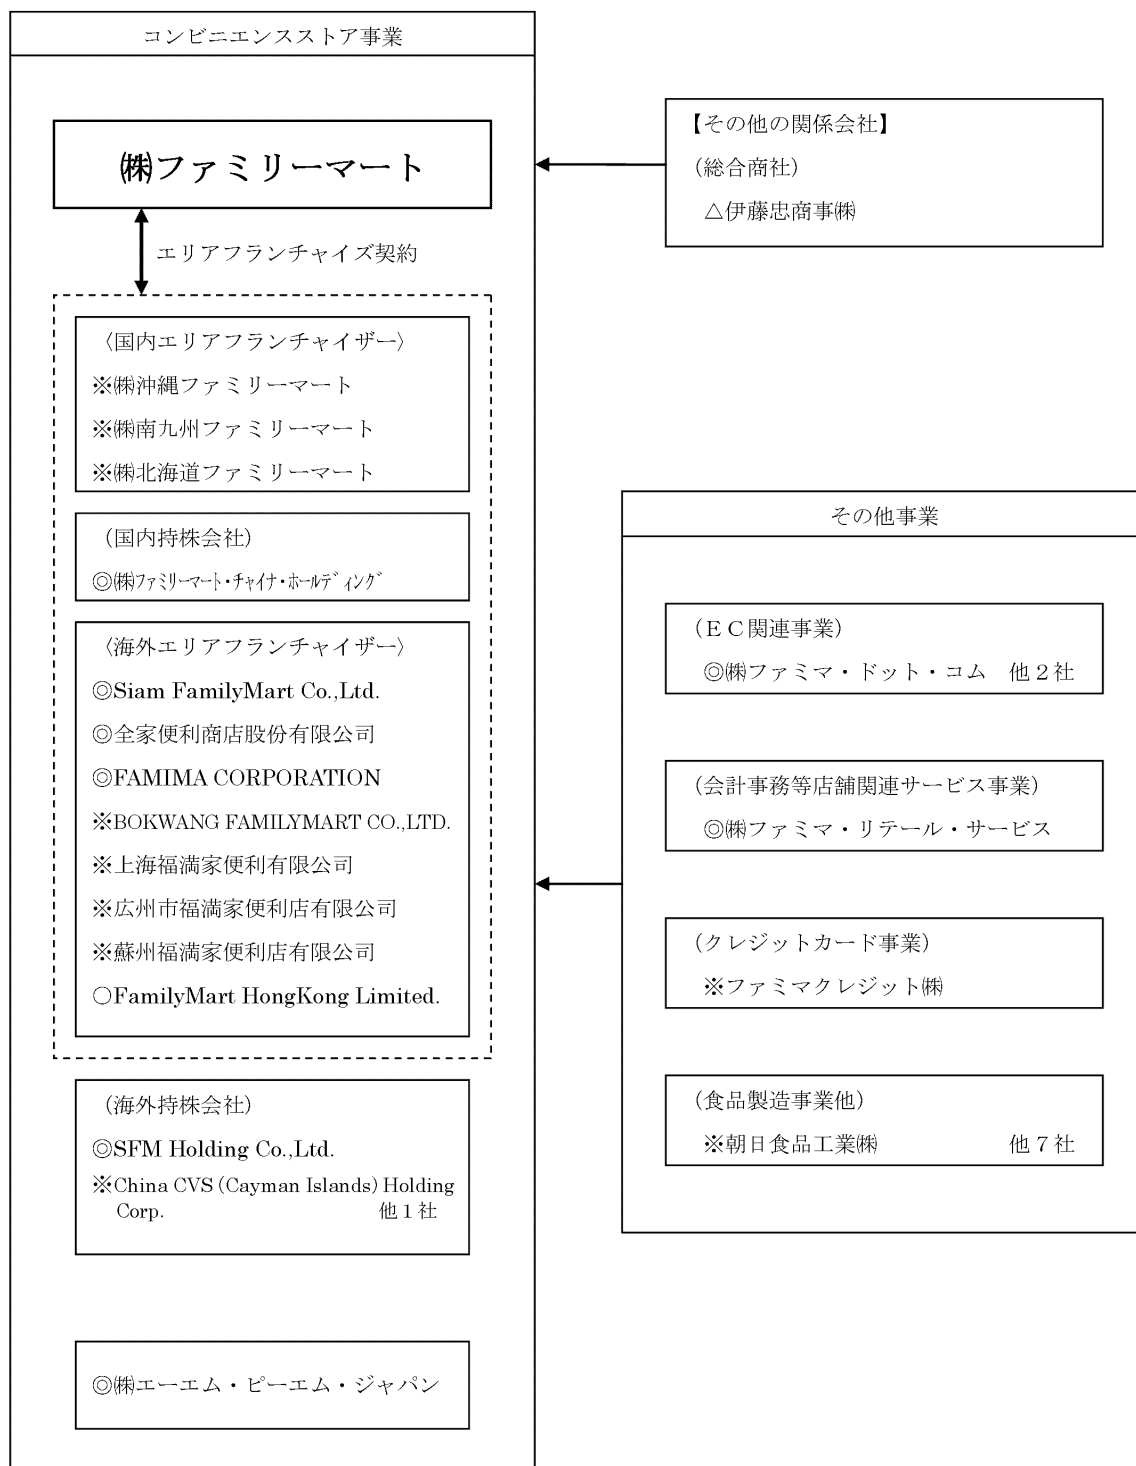 コンビニエンスストア事業
㈱ファミリーマート
エリアフランチャイズ契約
〈国内エリアフランチャイザー〉
※㈱沖縄ファミリーマート
※㈱南九州ファミリーマート
※㈱北海道ファミリーマート
（国内持株会社）
◎㈱ﾌｧﾐﾘｰﾏｰﾄ・ﾁｬｲﾅ・ﾎｰﾙﾃﾞｨﾝｸﾞ
〈海外エリアフランチャイザー〉
◎Siam FamilyMart Co.,Ltd.
◎全家便利商店股份有限公司
◎FAMIMA CORPORATION
※BOKWANG FAMILYMART CO.,LTD.
※上海福満家便利有限公司
※広州市福満家便利店有限公司
※蘇州福満家便利店有限公司
○FamilyMart HongKong Limited.
（海外持株会社）
◎SFM Holding Co.,Ltd.
※China CVS (Cayman Islands) Holding
Corp. 他１社
◎㈱エーエム・ピーエム・ジャパン
【その他の関係会社】
（総合商社）
△伊藤忠商事㈱
その他事業
（ＥＣ関連事業）
◎㈱ファミマ・ドット・コム 他２社
（会計事務等店舗関連サービス事業）
◎㈱ファミマ・リテール・サービス
（クレジットカード事業）
※ファミマクレジット㈱
（食品製造事業他）
※朝日食品工業㈱ 他７社